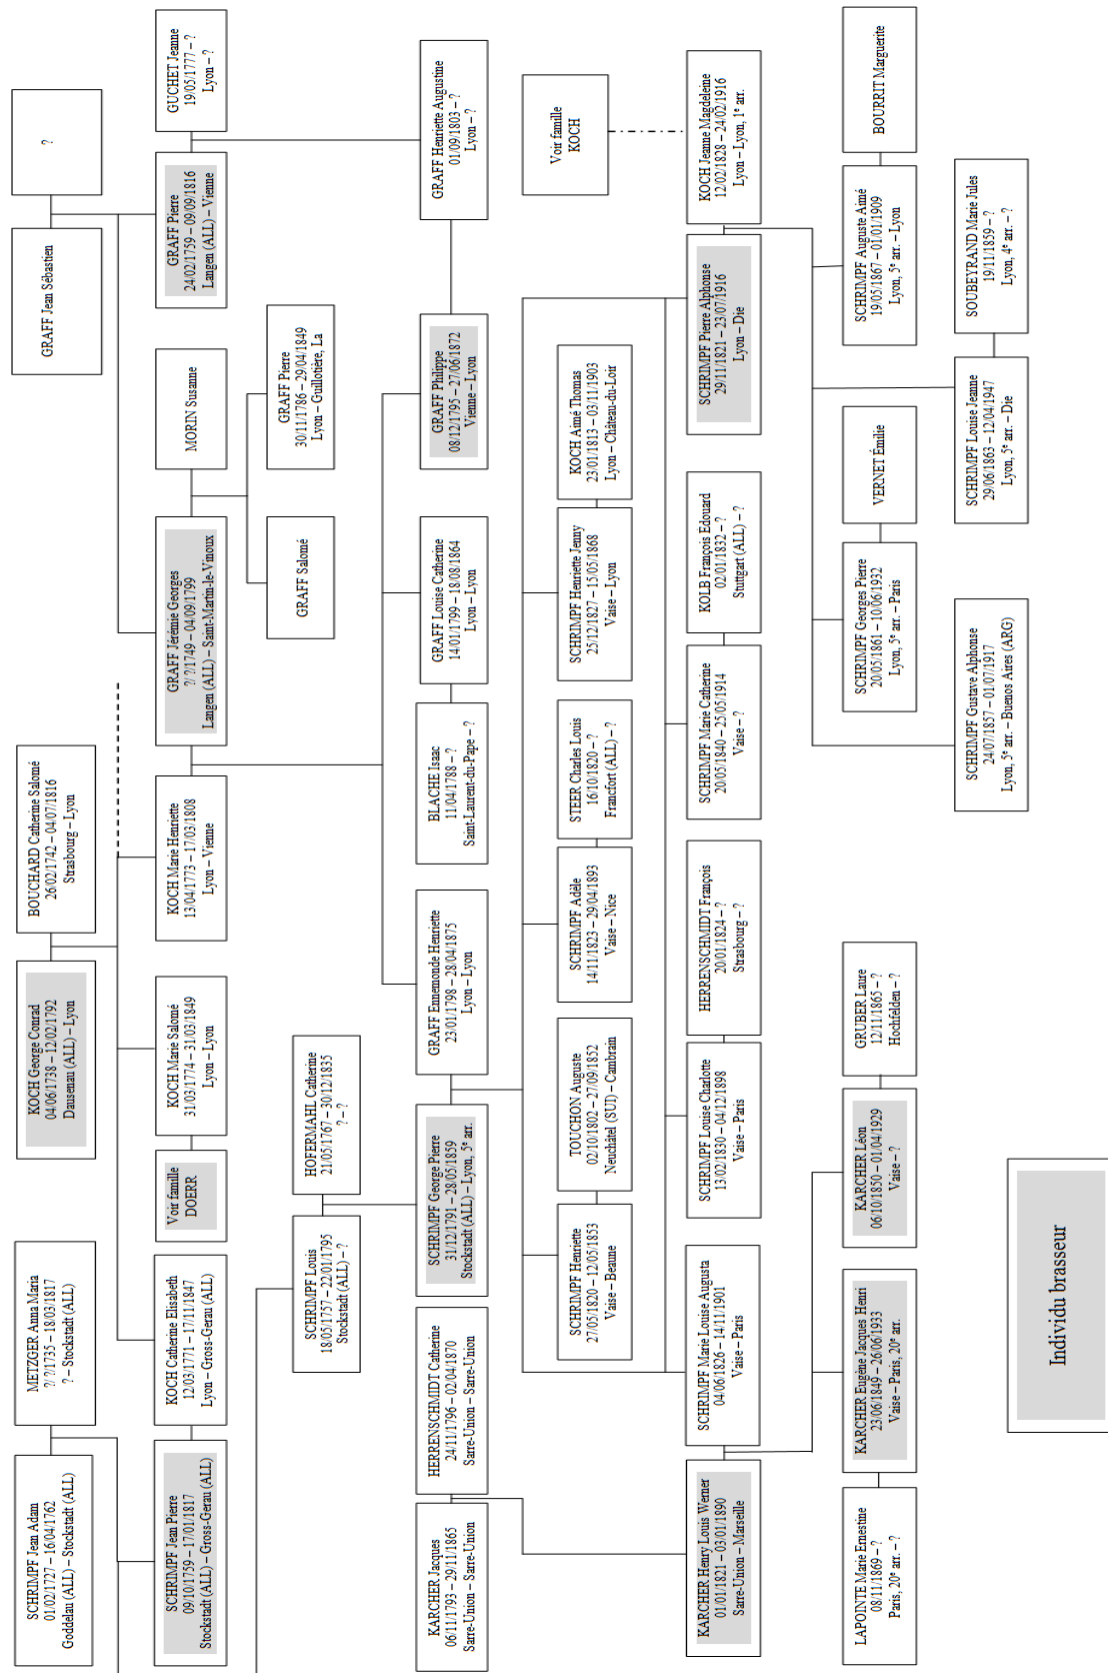 SCHRIMPF Jean Adam
01/02/1727 – 16/04/1762
Goddelau (ALL) – Stockstadt (ALL)
METZGER Anna Maria
?/ ?/1735 – 18/03/1817
? – Stockstadt (ALL)
KOCH George Conrad
04/06/1738 – 12/02/1792
Dausenau (ALL) – Lyon
BOUCHARD Catherine Salomé
26/02/1742 – 04/07/1816
Strasbourg – Lyon
GRAFF Jean Sébastien
?
SCHRIMPF Jean Pierre
09/10/1759 – 17/01/1817
Stockstadt (ALL) – Gross-Gerau (ALL)
KOCH Catherine Elisabeth
12/03/1771 – 17/11/1847
Lyon – Gross-Gerau (ALL)
Voir famille
DOERR
KOCH Marie Salomé
31/03/1774 – 31/03/1849
Lyon – Lyon
KOCH Marie Henriette
13/04/1773 – 17/03/1808
Lyon – Vienne
GRAFF Jérémie Georges
?/ ?/1749 – 04/09/1799
Langen (ALL) – Saint-Martin-le-Vinoux
MORIN Susanne
GRAFF Pierre
24/02/1759 – 09/09/1816
Langen (ALL) – Vienne
GUCHET Jeanne
19/05/1777 – ?
Lyon – ?
SCHRIMPF Louis
18/05/1757 – 22/01/1795
Stockstadt (ALL) – ?
HOFERMAHL Catherine
21/05/1767 – 30/12/1835
? – ?
GRAFF Salomé
GRAFF Pierre
30/11/1786 – 29/04/1849
Lyon – Guillotière, La
KARCHER Jacques
06/11/1793 – 29/11/1865
Sarre-Union – Sarre-Union
HERRENSCHMIDT Catherine
24/11/1796 – 02/04/1870
Sarre-Union – Sarre-Union
SCHRIMPF George Pierre
31/12/1791 – 28/05/1859
Stockstadt (ALL) – Lyon, 5e arr.
GRAFF Ennemonde Henriette
23/01/1798 – 28/04/1875
Lyon – Lyon
BLACHE Isaac
11/04/1788 – ?
Saint-Laurent-du-Pape – ?
GRAFF Louise Catherine
14/01/1799 – 18/08/1864
Lyon – Lyon
GRAFF Philippe
08/12/1795 – 27/06/1872
Vienne – Lyon
GRAFF Henriette Augustine
01/09/1803 – ?
Lyon – ?
SCHRIMPF Henriette
27/05/1820 – 12/05/1853
Vaise – Beaune
TOUCHON Auguste
02/10/1802 – 27/09/1852
Neuchâtel (SUI) – Cambrain
SCHRIMPF Adèle
14/11/1823 – 29/04/1893
Vaise – Nice
STEER Charles Louis
16/10/1820 – ?
Francfort (ALL) – ?
SCHRIMPF Henriette Jenny
25/12/1827 – 15/05/1868
Vaise – Lyon
KOCH Aimé Thomas
23/01/1813 – 03/11/1903
Lyon – Château-du-Loir
Voir famille
KOCH
KARCHER Henry Louis Werner
01/01/1821 – 03/01/1890
Sarre-Union – Marseille
SCHRIMPF Marie Louise Augusta
04/06/1826 – 14/11/1901
Vaise – Paris
SCHRIMPF Louise Charlotte
13/02/1830 – 04/12/1898
Vaise – Paris
HERRENSCHMIDT François
20/01/1824 – ?
Strasbourg – ?
SCHRIMPF Marie Catherine
20/05/1840 – 25/05/1914
Vaise – ?
KOLB François Edouard
02/01/1832 – ?
Stuttgart (ALL) – ?
SCHRIMPF Pierre Alphonse
29/11/1821 – 23/07/1916
Lyon – Die
KOCH Jeanne Magdeleine
12/02/1828 – 24/02/1916
Lyon – Lyon, 1e arr.
LAPOINTE Marie Ernestine
08/11/1869 – ?
Paris, 20e arr. – ?
KARCHER Eugène Jacques Henri
23/06/1849 – 26/06/1933
Vaise – Paris, 20e arr.
KARCHER Léon
06/10/1850 – 01/04/1929
Vaise – ?
GRUBER Laure
12/11/1865 – ?
Hochfelden – ?
SCHRIMPF Georges Pierre
20/05/1861 – 10/06/1932
Lyon, 5e arr. – Paris
VERNET Émilie
SCHRIMPF Auguste Aimé
19/05/1867 – 01/01/1909
Lyon, 5e arr. – Lyon
BOURRIT Marguerite
SCHRIMPF Gustave Alphonse
24/07/1857 – 01/07/1917
Lyon, 5e arr. – Buenos Aires (ARG)
SCHRIMPF Louise Jeanne
29/06/1863 – 12/04/1947
Lyon, 5e arr. – Die
SOUBEYRAND Marie Jules
19/11/1859 – ?
Lyon, 4e arr. – ?
Individu brasseur